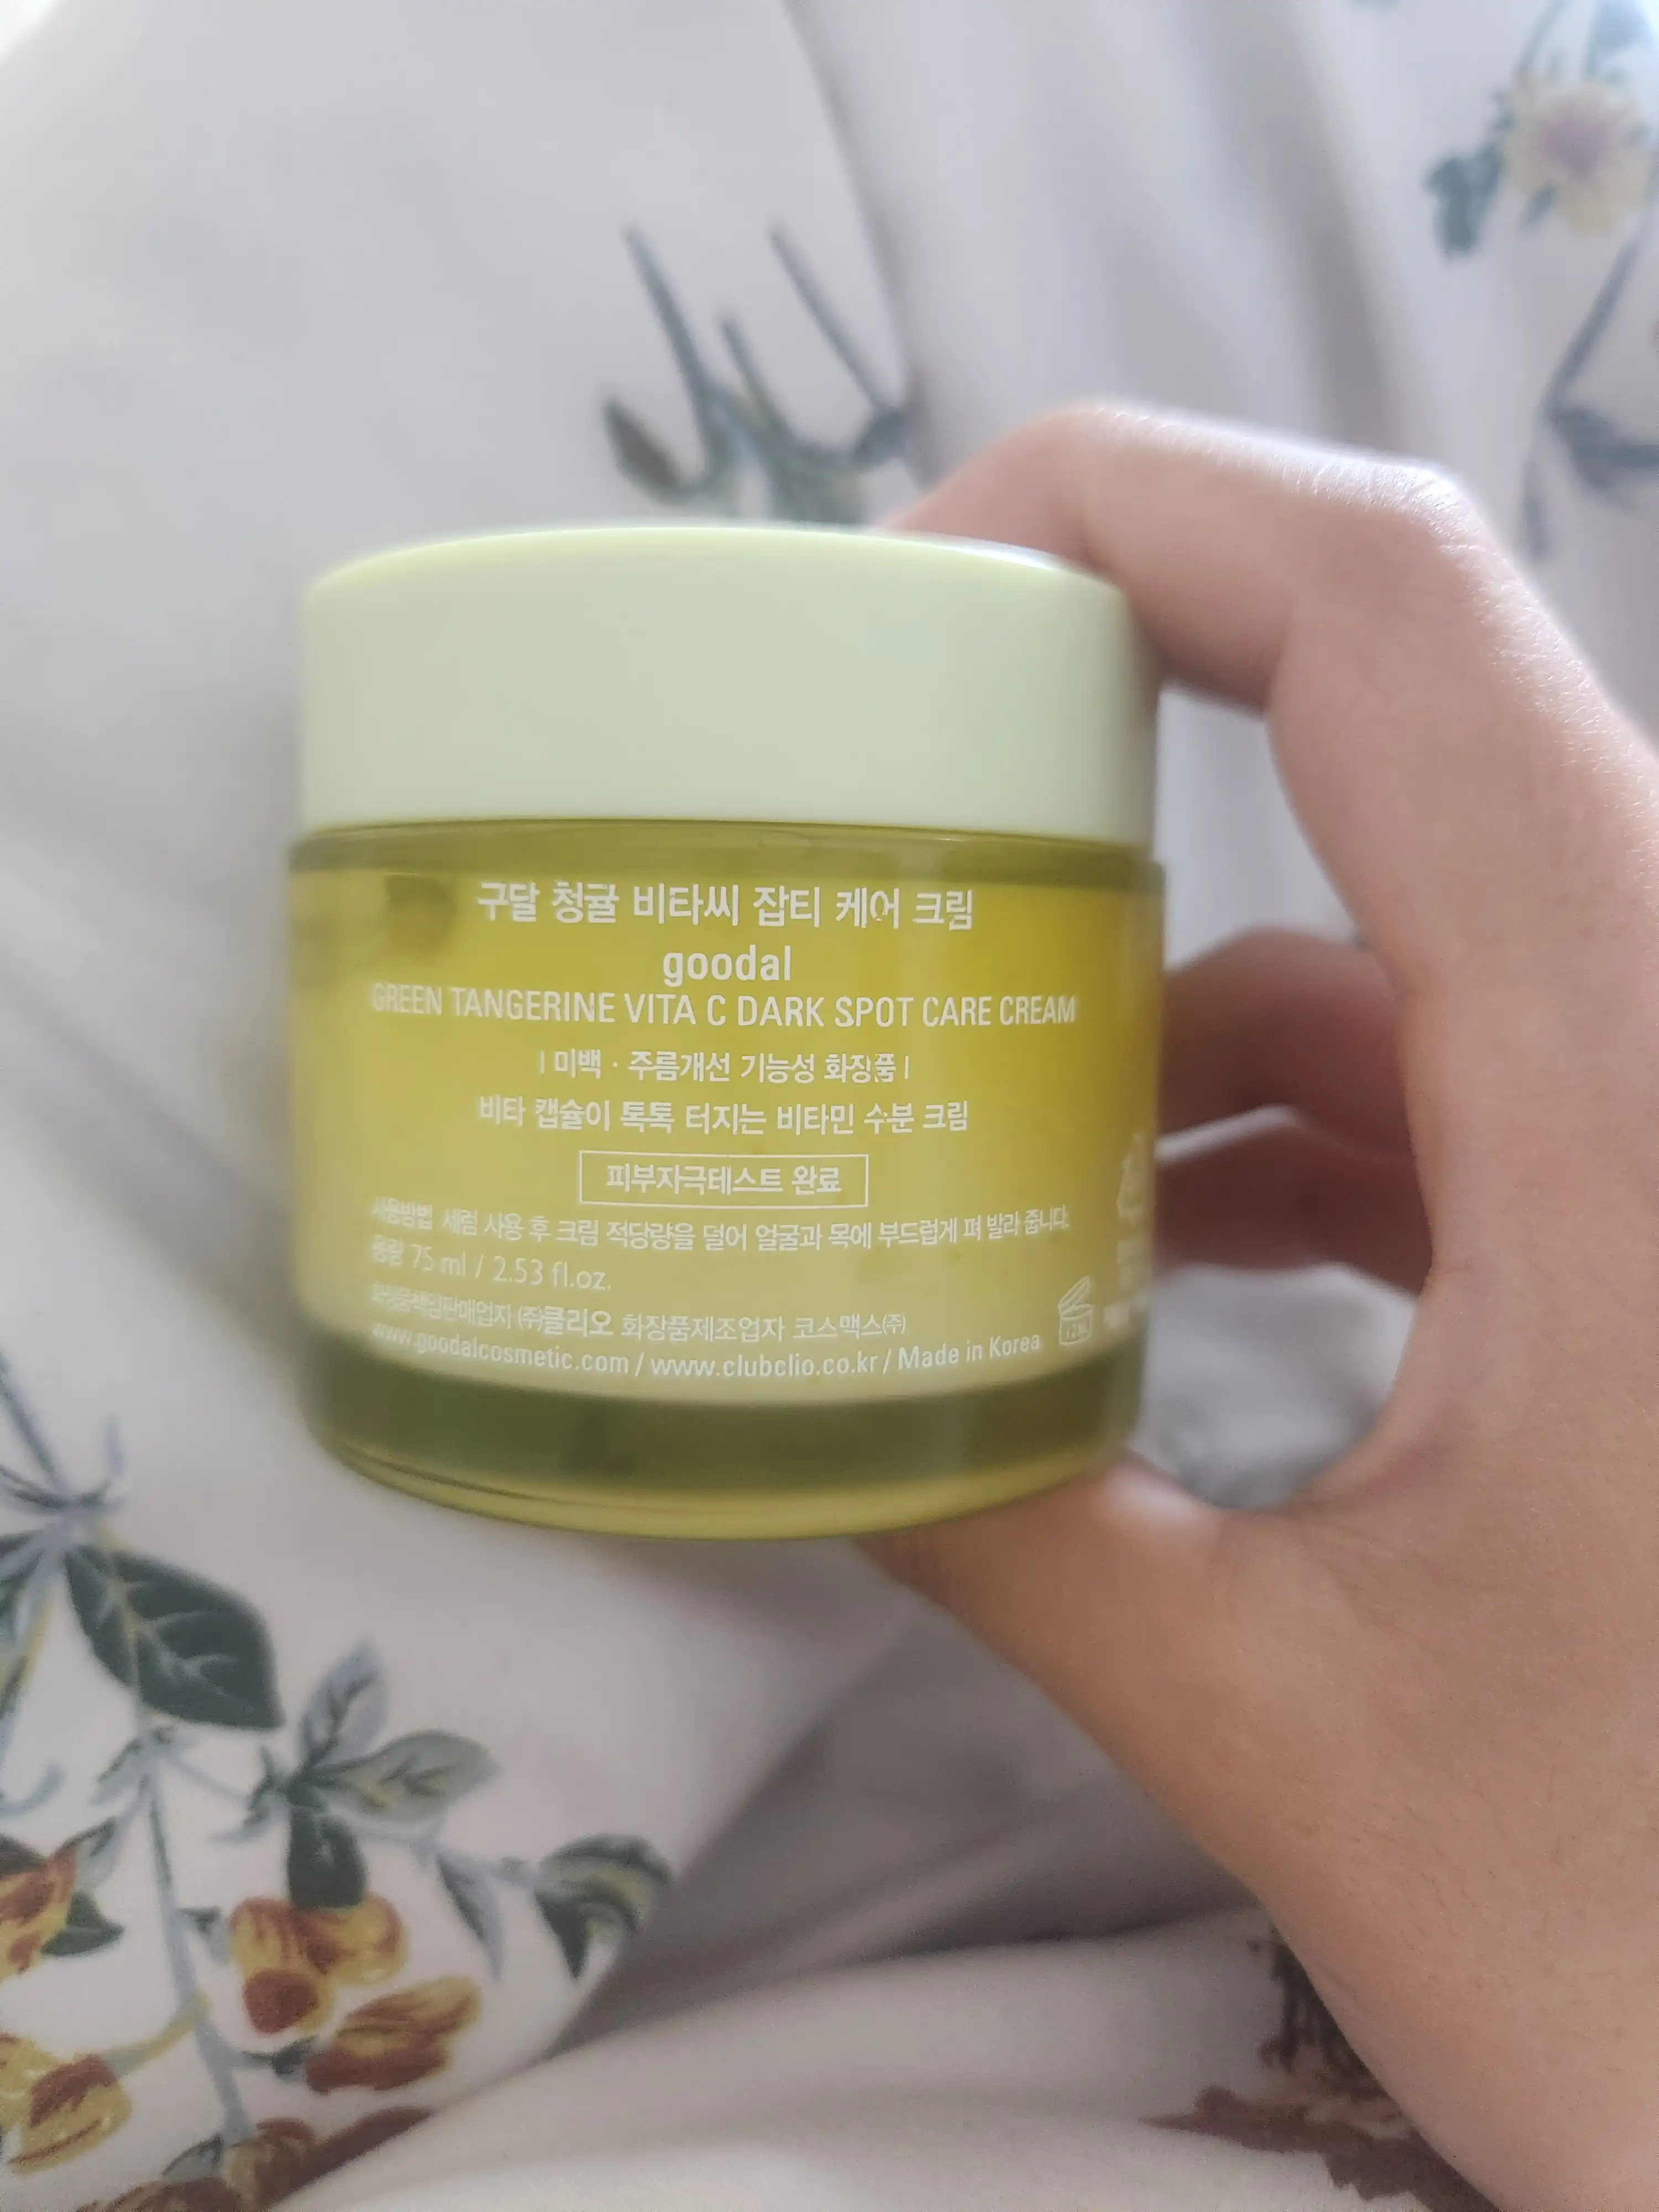 구달 청귤 비타씨 잡티 케어 크림
goodal
GREEN TANGERINE VITA C DARK SPOT CARE CREAM
| 미백 · 주름개선 기능성 화장품 |
비타 캡슐이 톡톡 터지는 비타민 수분 크림
피부자극테스트 완료
사용방법 세럼 사용 후 크림 적당량을 덜어 얼굴과 목에 부드럽게 펴 발라 줍니다.
용량 75 ml / 2.53 fl.oz.
화장품책임판매업자 ㈜클리오 화장품제조업자 코스맥스㈜
www.goodalcosmetic.com / www.clubclio.co.kr / Made in Korea
12M